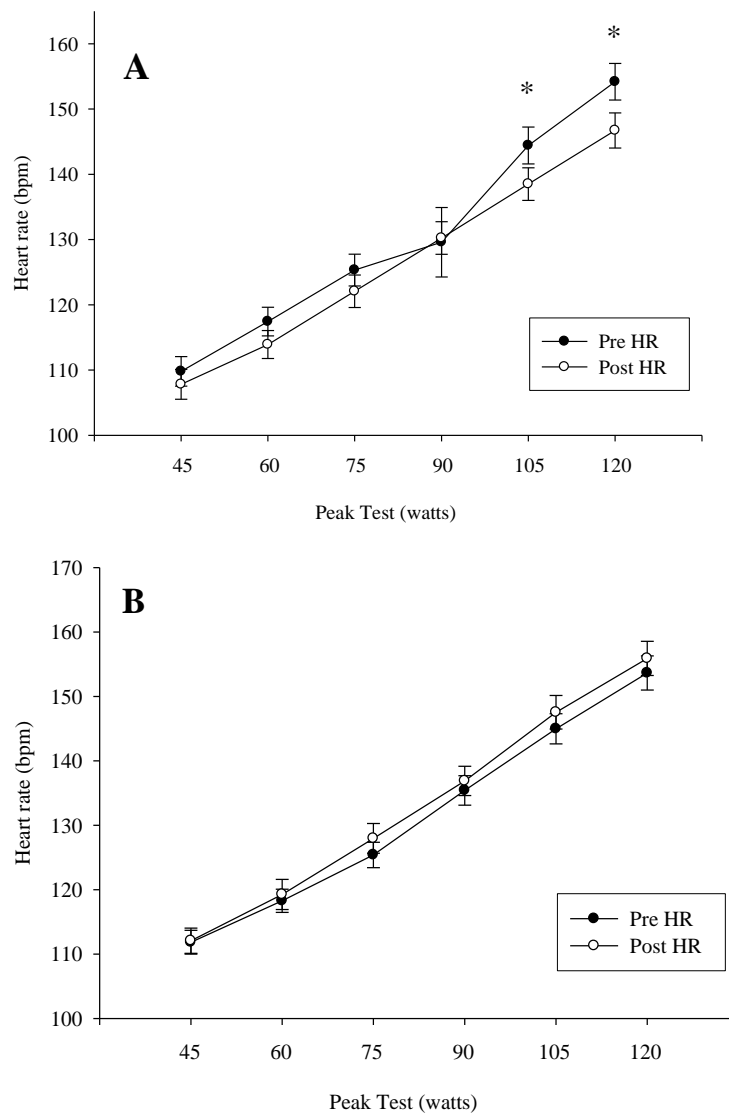 A
*
*
160
150
140
130
120
110
100
Heart rate (bpm)
Pre HR
Post HR
45 60 75 90 105 120
Peak Test (watts)
B
170
160
150
140
130
120
110
100
Heart rate (bpm)
Pre HR
Post HR
45 60 75 90 105 120
Peak Test (watts)